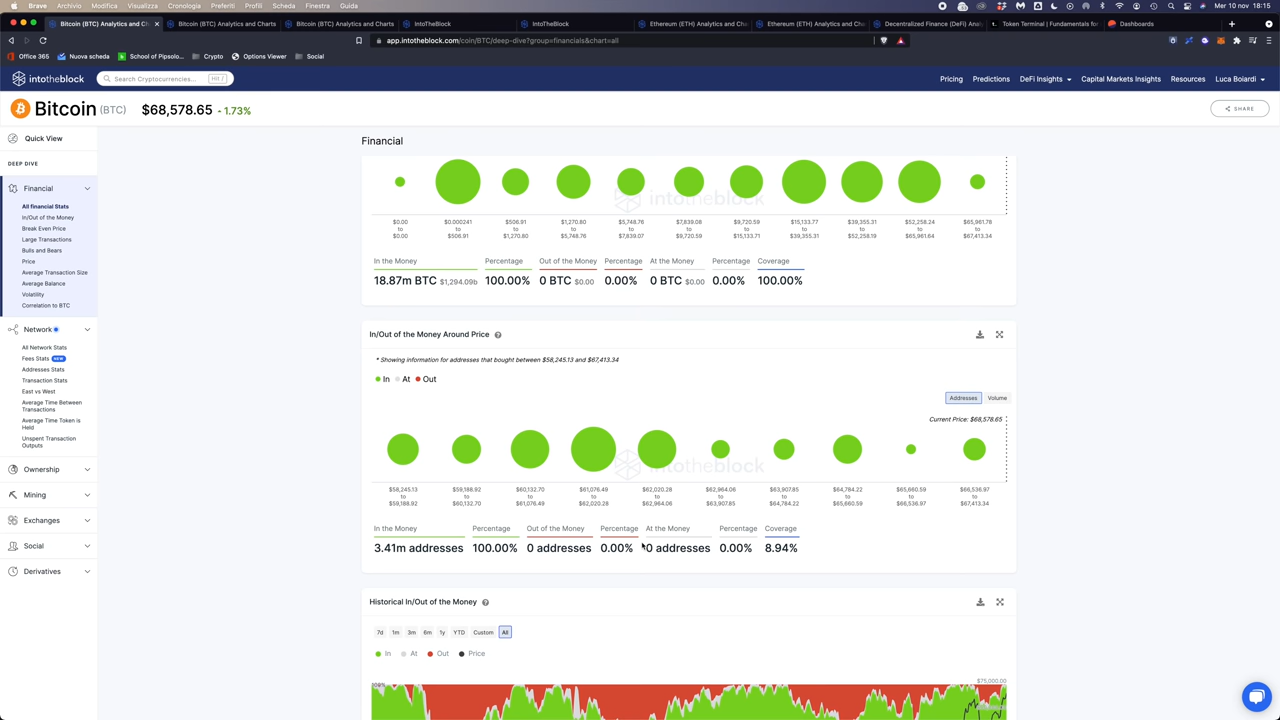 Brave Archivio Modifica Visualizza Cronologia Preferiti Profili Scheda Finestra Guida
Mer 10 nov 18:15
Bitcoin (BTC) Analytics and Ch
Bitcoin (BTC) Analytics and Charts
Bitcoin (BTC) Analytics and Charts
IntoTheBlock
IntoTheBlock
Ethereum (ETH) Analytics and Ch
Ethereum (ETH) Analytics and Ch
Decentralized Finance (DeFi) Anal
Token Terminal | Fundamentals fo
Dashboards
app.intotheblock.com/coin/BTC/deep-dive?group=financials&chart=all
Office 365 Nuova scheda School of Pipsolo... Crypto Options Viewer Social
intotheblock
Search Cryptocurrencies...
Hit /
Pricing Predictions DeFi Insights Capital Markets Insights Resources Luca Boiardi
Bitcoin (BTC) $68,578.65 - 1.73%
SHARE
Quick View
DEEP DIVE
Financial
All financial Stats
In/Out of the Money
Break Even Price
Large Transactions
Bulls and Bears
Price
Average Transaction Size
Average Balance
Volatility
Correlation to BTC
Network
All Network Stats
Fees Stats NEW
Addresses Stats
Transaction Stats
East vs West
Average Time Between
Transactions
Average Time Token is
Held
Unspent Transaction
Outputs
Ownership
Mining
Exchanges
Social
Derivatives
Financial
intotheblock
$0.00 $0.000241 $506.91 $1,270.80 $5,748.76 $7,839.08 $9,720.59 $15,133.77 $39,355.31 $52,258.24 $65,961.78
to to to to to to to to to to to
$0.00 $506.91 $1,270.80 $5,748.76 $7,839.07 $9,720.59 $15,133.71 $39,355.31 $52,258.19 $65,961.64 $67,413.34
In the Money Percentage Out of the Money Percentage At the Money Percentage Coverage
18.87m BTC $1,294.09b 100.00% 0 BTC $0.00 0.00% 0 BTC $0.00 0.00% 100.00%
In/Out of the Money Around Price
* Showing information for addresses that bought between $58,245.13 and $67,413.34
In At Out
Addresses Volume
Current Price: $68,578.65
intotheblock
$58,245.13 $59,188.92 $60,132.70 $61,076.49 $62,020.28 $62,964.06 $63,907.85 $64,784.22 $65,660.59 $66,536.97
to to to to to to to to to to
$59,188.92 $60,132.70 $61,076.49 $62,020.28 $62,964.06 $63,907.85 $64,784.22 $65,660.59 $66,536.97 $67,413.34
In the Money Percentage Out of the Money Percentage At the Money Percentage Coverage
3.41m addresses 100.00% 0 addresses 0.00% 0 addresses 0.00% 8.94%
Historical In/Out of the Money
7d 1m 3m 6m 1y YTD Custom All
In At Out Price
100%
$75,000.00